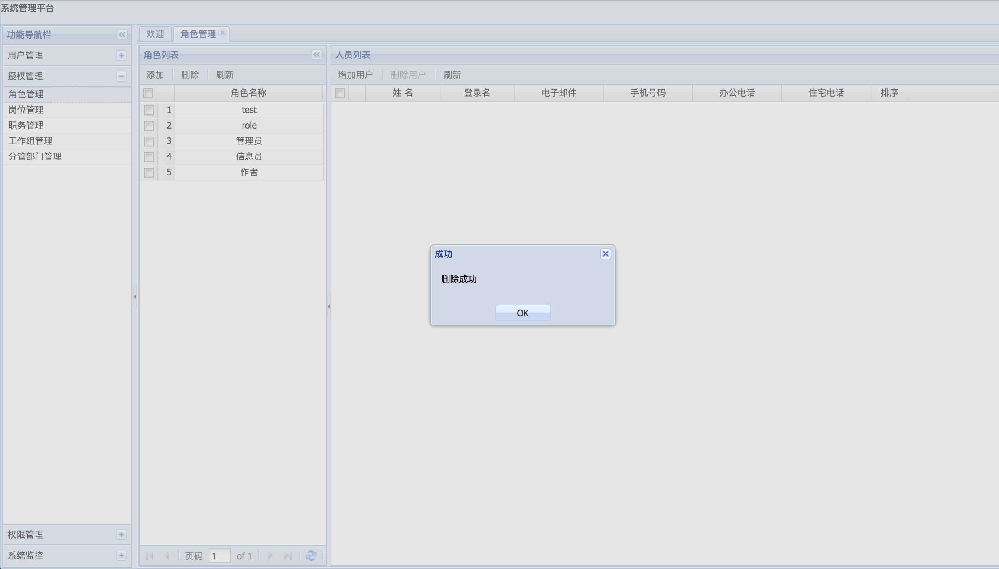 系统管理平台
功能导航栏
用户管理
授权管理
角色管理
岗位管理
职务管理
工作组管理
分管部门管理
权限管理
系统监控
欢迎 角色管理
角色列表
添加 删除 刷新
角色名称
1 test
2 role
3 管理员
4 信息员
5 作者
页码 1 of 1
人员列表
增加用户 删除用户 刷新
姓 名 登录名 电子邮件 手机号码 办公电话 住宅电话 排序
成功
删除成功
OK